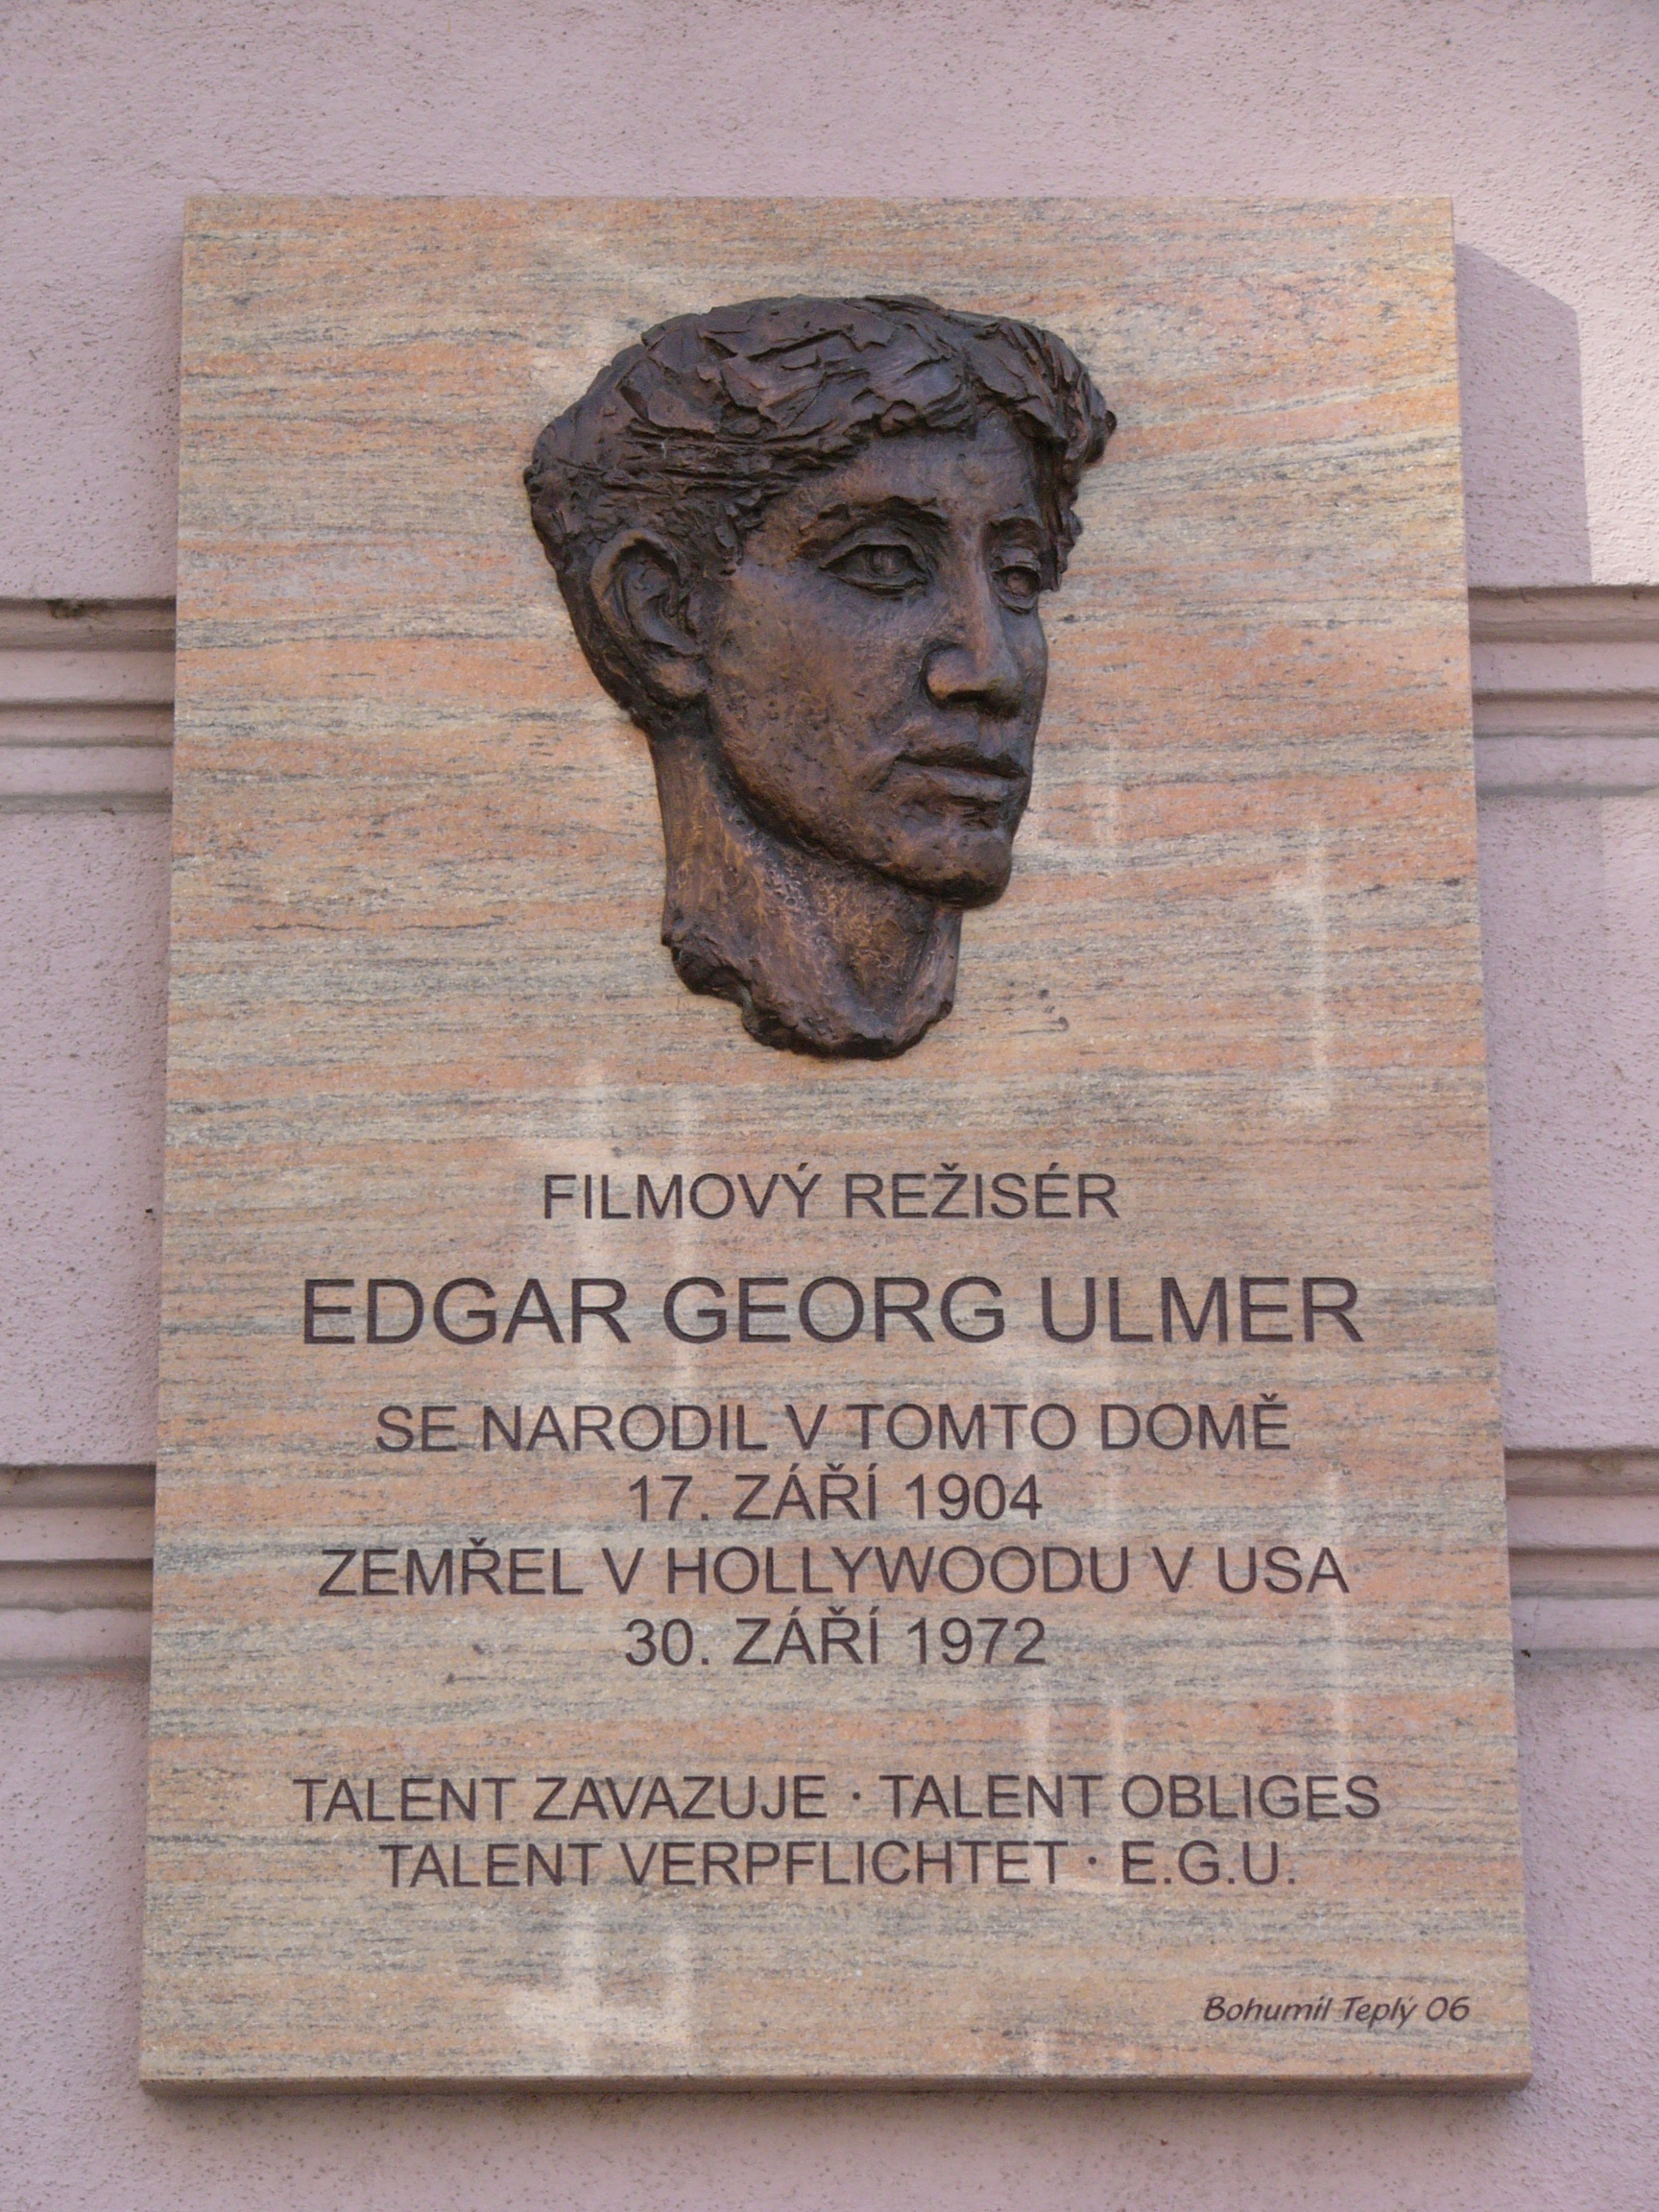 FILMOVÝ REŽISÉR
EDGAR GEORG ULMER
SE NARODIL V TOMTO DOMĚ
17. ZÁŘÍ 1904
ZEMŘEL V HOLLYWOODU V USA
30. ZÁŘÍ 1972
TALENT ZAVAZUJE · TALENT OBLIGES
TALENT VERPFLICHTET · E.G.U.
Bohumil Teplý 06